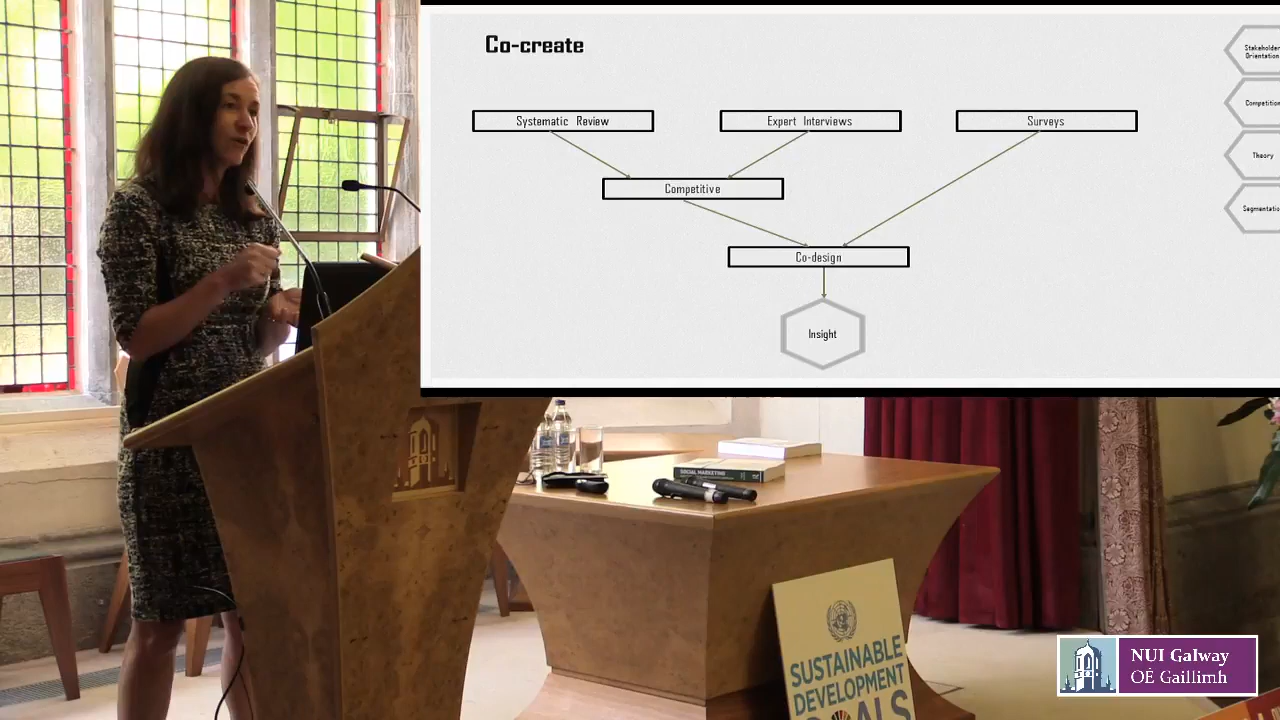 Co-create
Systematic Review
Expert Interviews
Surveys
Competitive
Co-design
Insight
Stakeholder
Orientation
Competition
Theory
SOCIAL MARKETING
SUSTAINABLE
DEVELOPMENT
NUI Galway
OÉ Gaillimh